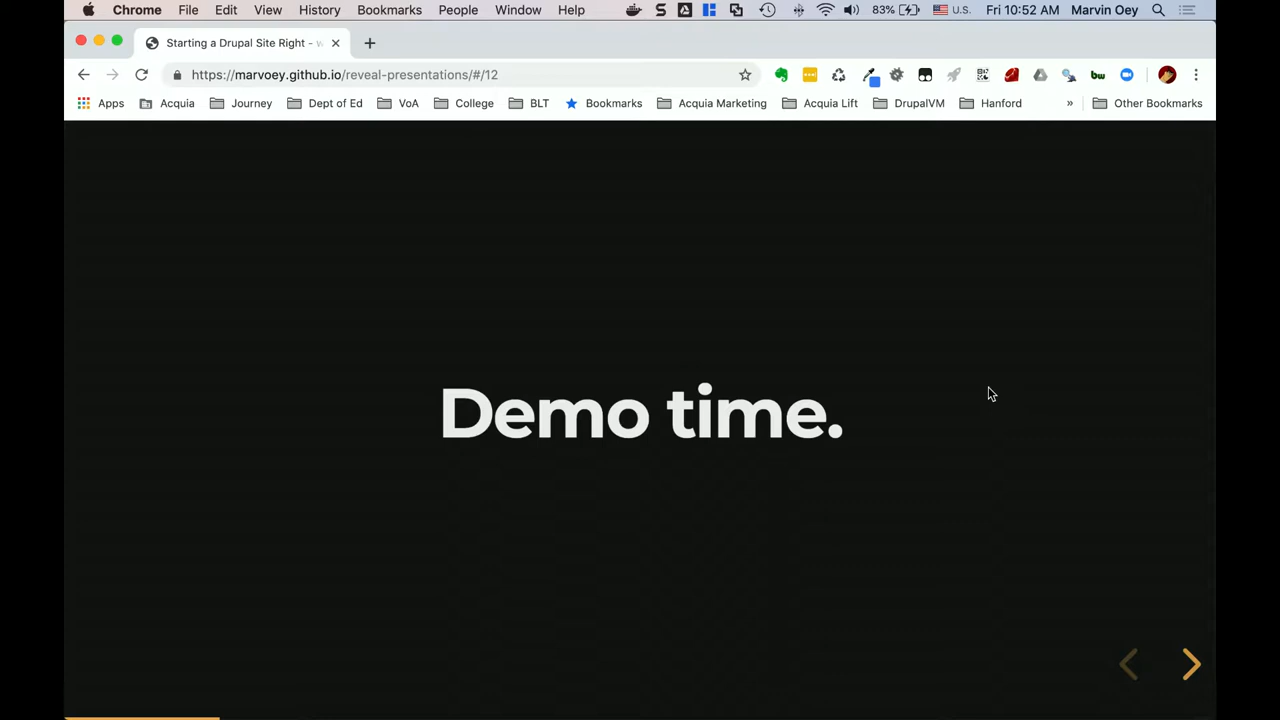 Chrome File Edit View History Bookmarks People Window Help 83% U.S. Fri 10:52 AM Marvin Oey
Starting a Drupal Site Right -
https://marvoey.github.io/reveal-presentations/#/12
Apps Acquia Journey Dept of Ed VoA College BLT Bookmarks Acquia Marketing Acquia Lift DrupalVM Hanford » Other Bookmarks
Demo time.